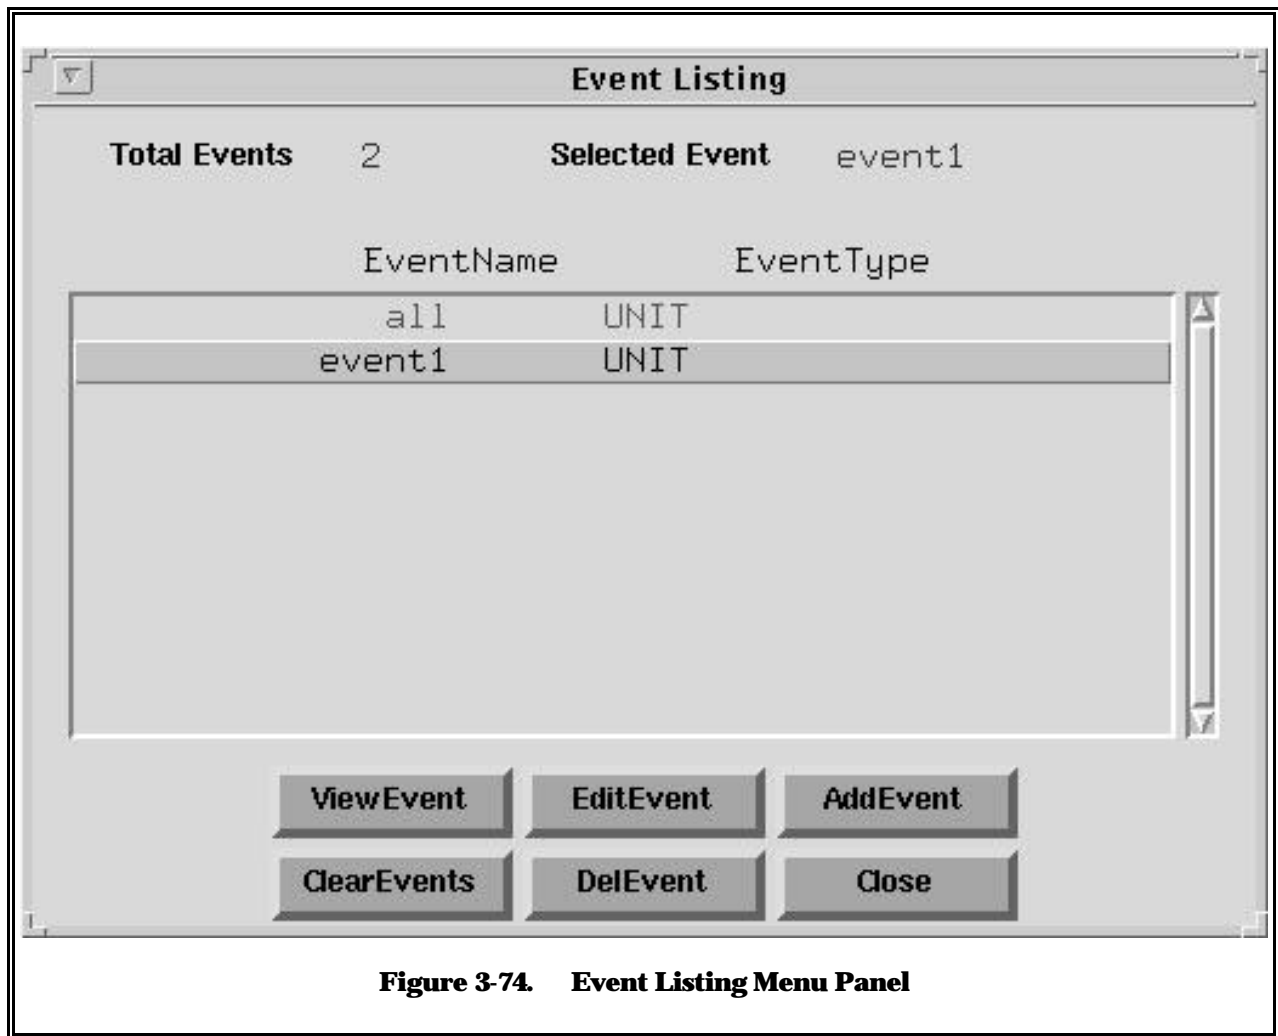 Event Listing
Total Events 2 Selected Event event1
EventName EventType
all UNIT
event1 UNIT
ViewEvent EditEvent AddEvent
ClearEvents DelEvent Close
Figure 3-74. Event Listing Menu Panel